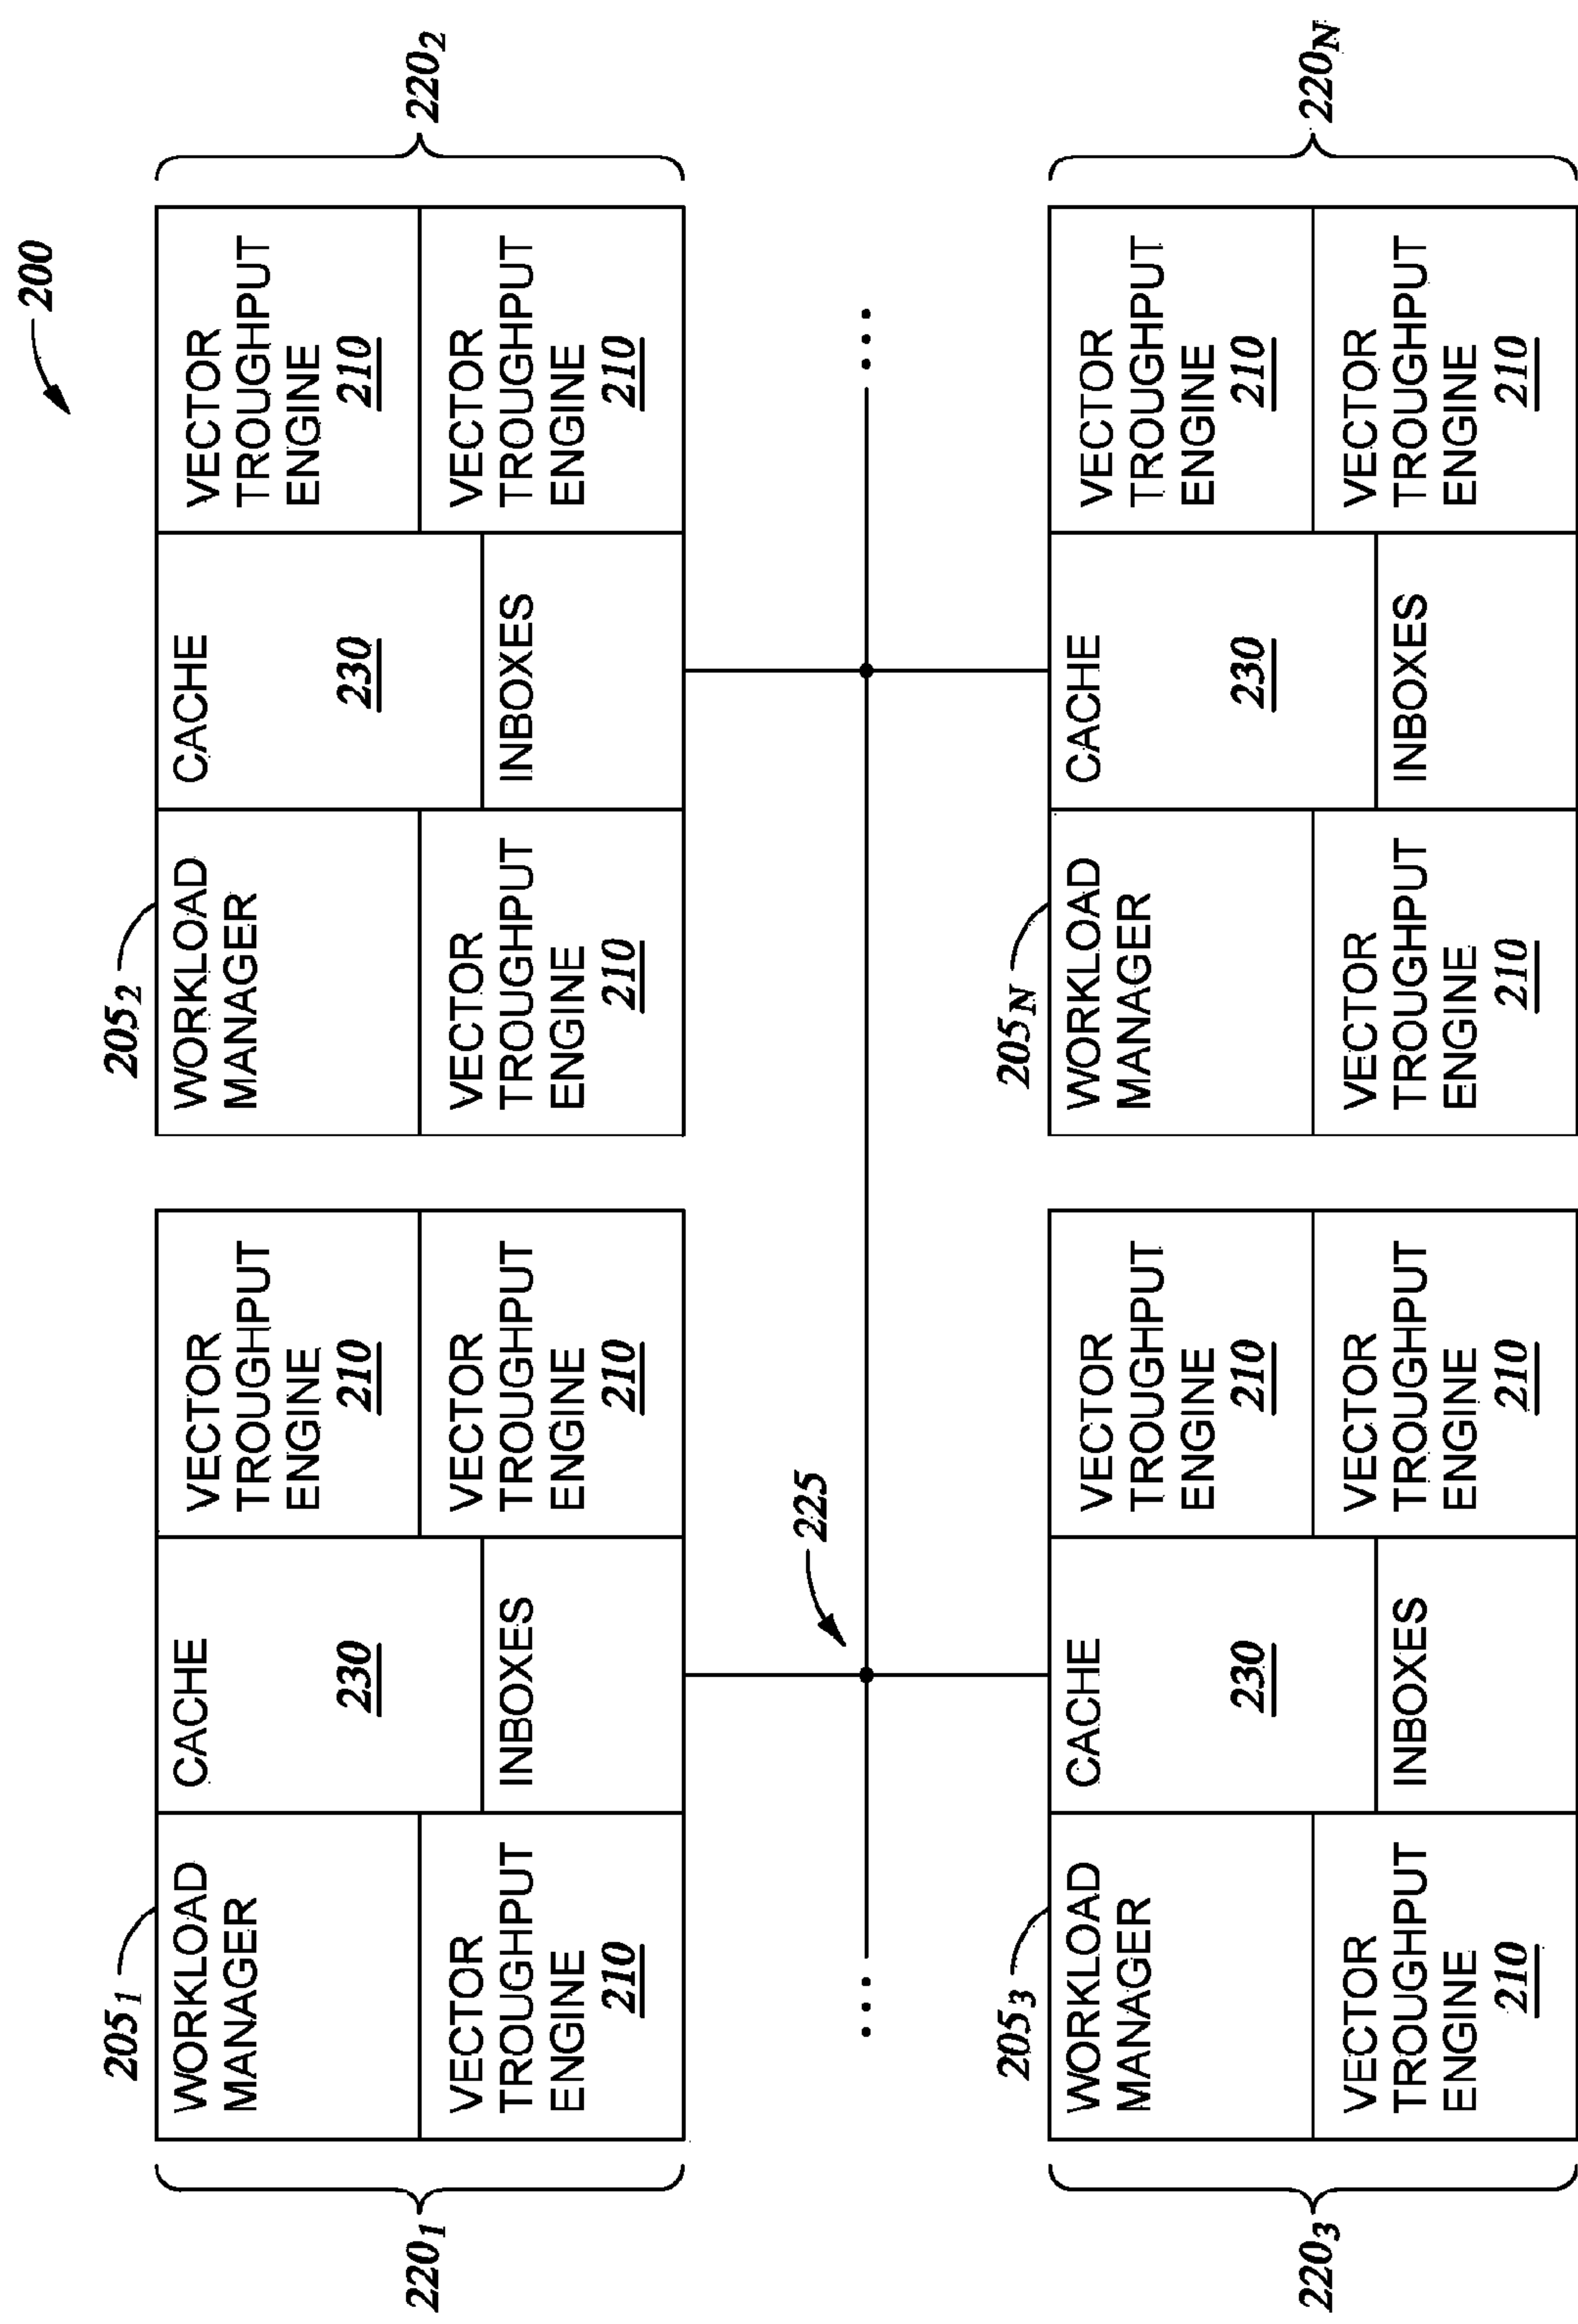 200
205₁
WORKLOAD
MANAGER
CACHE
230
VECTOR
TROUGHPUT
ENGINE
210
VECTOR
TROUGHPUT
ENGINE
210
INBOXES
VECTOR
TROUGHPUT
ENGINE
210
220₁
205₂
WORKLOAD
MANAGER
CACHE
230
VECTOR
TROUGHPUT
ENGINE
210
VECTOR
TROUGHPUT
ENGINE
210
INBOXES
VECTOR
TROUGHPUT
ENGINE
210
220₂
...
225
...
205₃
WORKLOAD
MANAGER
CACHE
230
VECTOR
TROUGHPUT
ENGINE
210
VECTOR
TROUGHPUT
ENGINE
210
INBOXES
VECTOR
TROUGHPUT
ENGINE
210
220₃
205_N
WORKLOAD
MANAGER
CACHE
230
VECTOR
TROUGHPUT
ENGINE
210
VECTOR
TROUGHPUT
ENGINE
210
INBOXES
VECTOR
TROUGHPUT
ENGINE
210
220_N